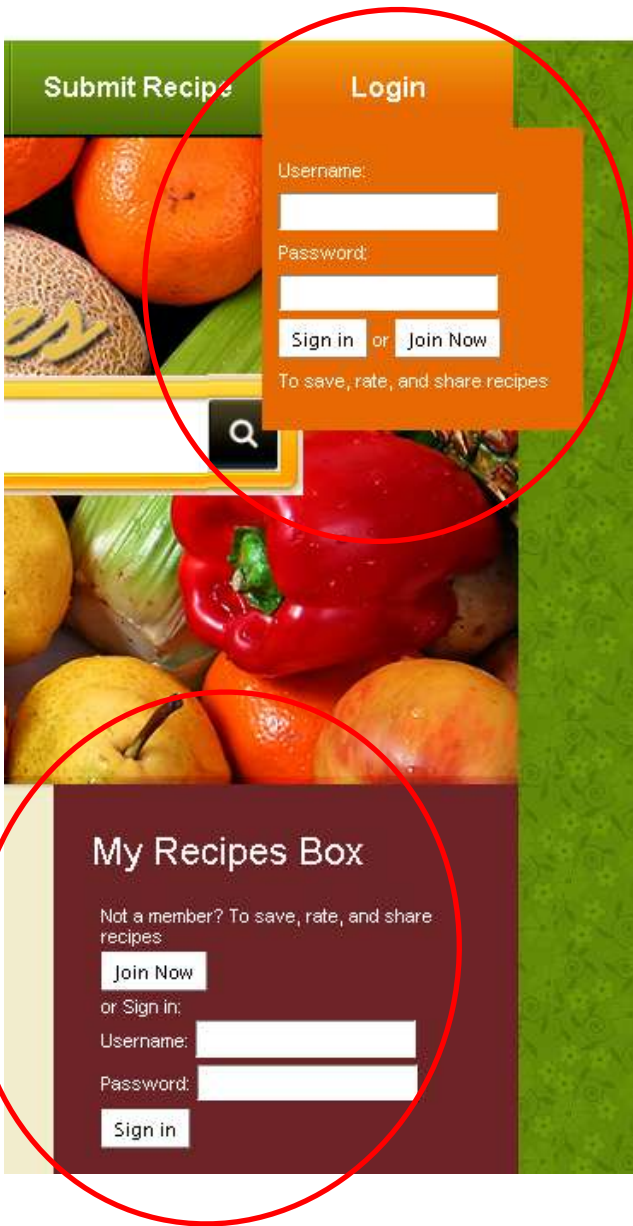 Submit Recipe
Login
Username:
Password:
Sign in or Join Now
To save, rate, and share recipes
es
My Recipes Box
Not a member? To save, rate, and share
recipes
Join Now
or Sign in:
Username:
Password:
Sign in